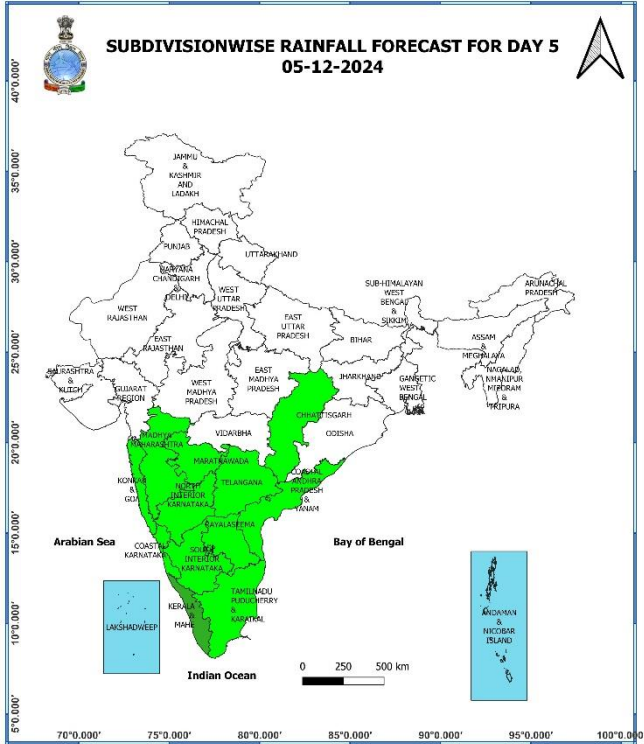 SUBDIVISIONWISE RAINFALL FORECAST FOR DAY 5
05-12-2024
JAMMU
&
KASHMIR
AND
LADAKH
HIMACHAL
PRADESH
PUNJAB
UTTARAKHAND
HARYANA
CHANDIGARH
&
DELHI
WEST
UTTAR
PRADESH
SUB-HIMALAYAN
WEST
BENGAL
&
SIKKIM
ARUNACHAL
PRADESH
WEST
RAJASTHAN
EAST
UTTAR
PRADESH
BIHAR
ASSAM
&
MEGHALAYA
EAST
RAJASTHAN
SAURASHTRA
&
KUTCH
GUJARAT
REGION
WEST
MADHYA
PRADESH
EAST
MADHYA
PRADESH
JHARKHAND
GANGETIC
WEST
BENGAL
NAGALAD,
NMANIPUR
MIZORAM
&
TRIPURA
CHHATTISGARH
ODISHA
MADHYA
MAHARASHTRA
VIDARBHA
MARATHAWADA
KONKAN
&
GOA
NORTH
INTERIOR
KARNATAKA
TELANGANA
COASTAL
ANDHRA
PRADESH
&
YANAM
RAYALASEEMA
Arabian Sea
COASTAL
KARNATAKA
SOUTH
INTERIOR
KARNATAKA
Bay of Bengal
KERALA
&
MAHE
TAMILNADU
PUDUCHERRY
&
KARAIKAL
LAKSHADWEEP
ANDAMAN
&
NICOBAR
ISLAND
Indian Ocean
0 250 500 km
40°0.000'
35°0.000'
30°0.000'
25°0.000'
20°0.000'
15°0.000'
10°0.000'
5°0.000'
70°0.000' 75°0.000' 80°0.000' 85°0.000' 90°0.000' 95°0.000' 100°0.000'